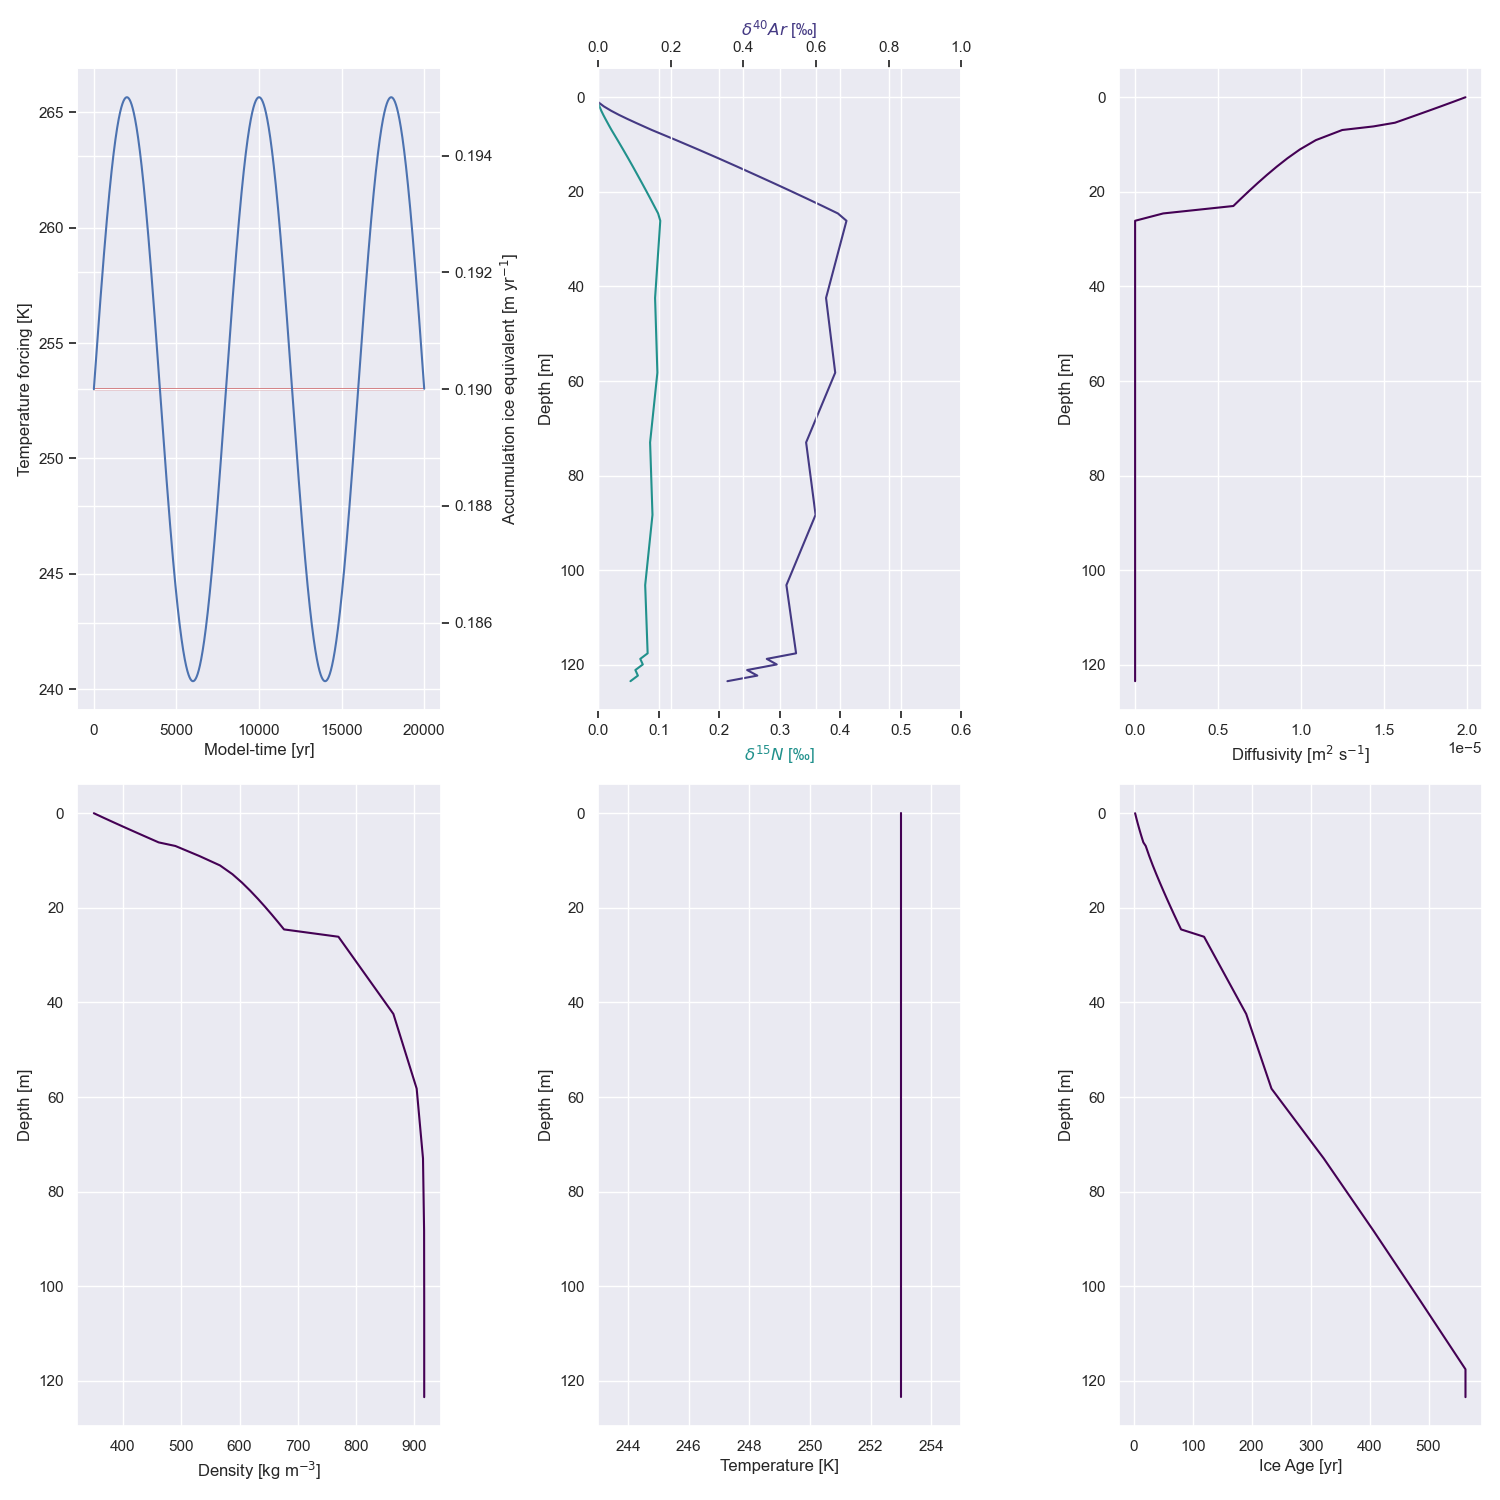 δ⁴⁰Ar [‰]
0.0 0.2 0.4 0.6 0.8 1.0
Temperature forcing [K]
265
260
255
250
245
240
0 5000 10000 15000 20000
Model-time [yr]
0.194
0.192
0.190
0.188
0.186
Accumulation ice equivalent [m yr⁻¹]
Depth [m]
0
20
40
60
80
100
120
0.0 0.1 0.2 0.3 0.4 0.5 0.6
δ¹⁵N [‰]
Depth [m]
0
20
40
60
80
100
120
0.0 0.5 1.0 1.5 2.0
1e−5
Diffusivity [m² s⁻¹]
Depth [m]
0
20
40
60
80
100
120
400 500 600 700 800 900
Density [kg m⁻³]
Depth [m]
0
20
40
60
80
100
120
244 246 248 250 252 254
Temperature [K]
Depth [m]
0
20
40
60
80
100
120
0 100 200 300 400 500
Ice Age [yr]